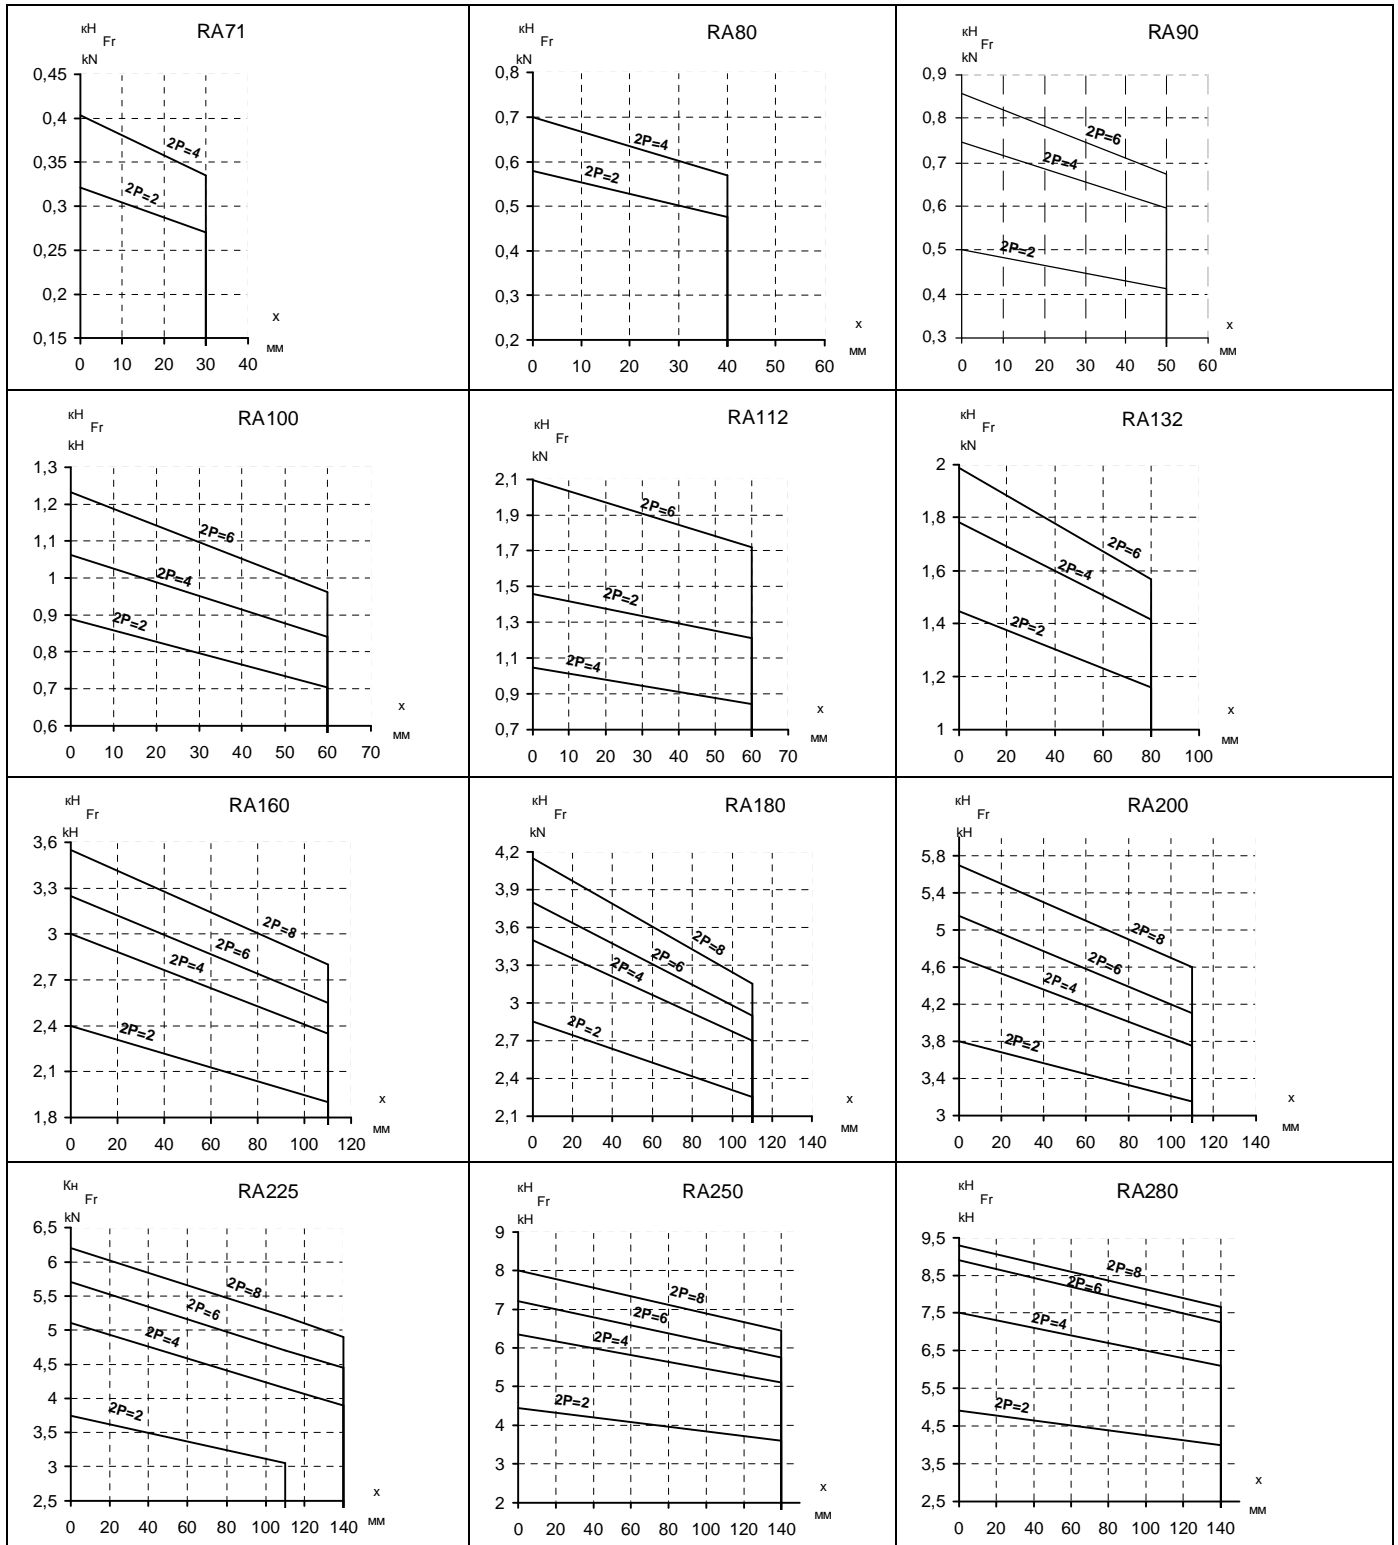 кН Fr RA71
kN
0,45
0,4
2P=4
0,35
2P=2
0,3
0,25
0,2
x
0,15
мм
0 10 20 30 40
кН Fr RA80
kN
0,8
0,7
2P=4
0,6
2P=2
0,5
0,4
0,3
x
0,2
мм
0 10 20 30 40 50 60
кН Fr RA90
kN
0,9
2P=6
0,8
2P=4
0,7
0,6
2P=2
0,5
0,4
x
0,3
мм
0 10 20 30 40 50 60
кН Fr RA100
kH
1,3
1,2
2P=6
1,1
2P=4
1
0,9
2P=2
0,8
0,7
x
0,6
мм
0 10 20 30 40 50 60 70
кН Fr RA112
kN
2,1
2P=6
1,9
1,7
1,5
2P=2
1,3
1,1
2P=4
0,9
x
0,7
мм
0 10 20 30 40 50 60 70
кН Fr RA132
kN
2
1,8
2P=6
1,6
2P=4
1,4
2P=2
1,2
x
1
мм
0 20 40 60 80 100
кН Fr RA160
kH
3,6
3,3
2P=8
3
2P=6
2P=4
2,7
2,4
2P=2
2,1
x
1,8
мм
0 20 40 60 80 100 120
кН Fr RA180
kN
4,2
3,9
3,6
2P=8
2P=6
3,3
2P=4
3
2P=2
2,7
2,4
x
2,1
мм
0 20 40 60 80 100 120 140
кН Fr RA200
kH
5,8
5,4
2P=8
5
2P=6
4,6
2P=4
4,2
3,8
2P=2
3,4
x
3
мм
0 20 40 60 80 100 120 140
Кн Fr RA225
kN
6,5
6
2P=8
5,5
2P=6
5
2P=4
4,5
4
2P=2
3,5
3
x
2,5
мм
0 20 40 60 80 100 120 140
кН Fr RA250
kH
9
8
2P=8
7
2P=6
2P=4
6
5
2P=2
4
3
x
2
мм
0 20 40 60 80 100 120 140
кН Fr RA280
kH
9,5
2P=8
8,5
2P=6
7,5
2P=4
6,5
5,5
2P=2
4,5
3,5
x
2,5
мм
0 20 40 60 80 100 120 140